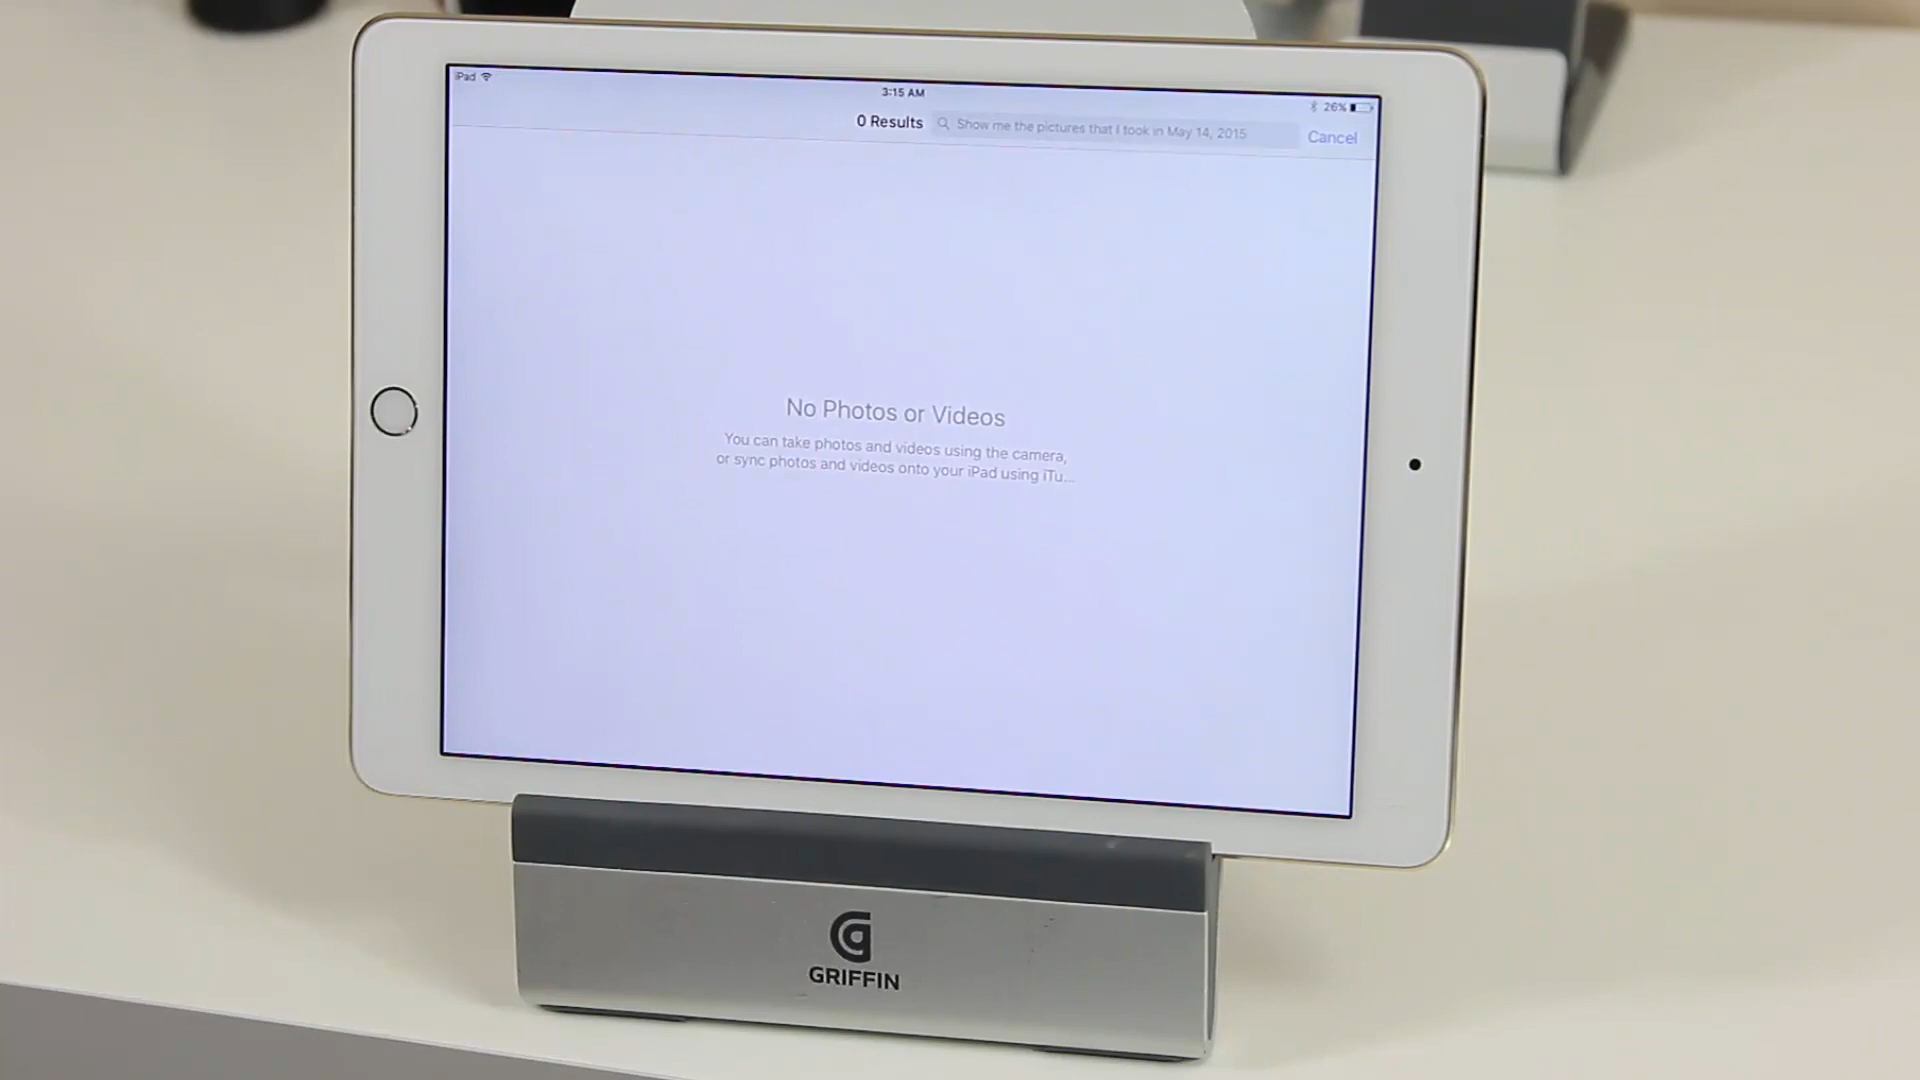 iPad
3:15 AM
26%
0 Results
Show me the pictures that I took in May 14, 2015
Cancel
No Photos or Videos
You can take photos and videos using the camera,
or sync photos and videos onto your iPad using iTu...
GRIFFIN